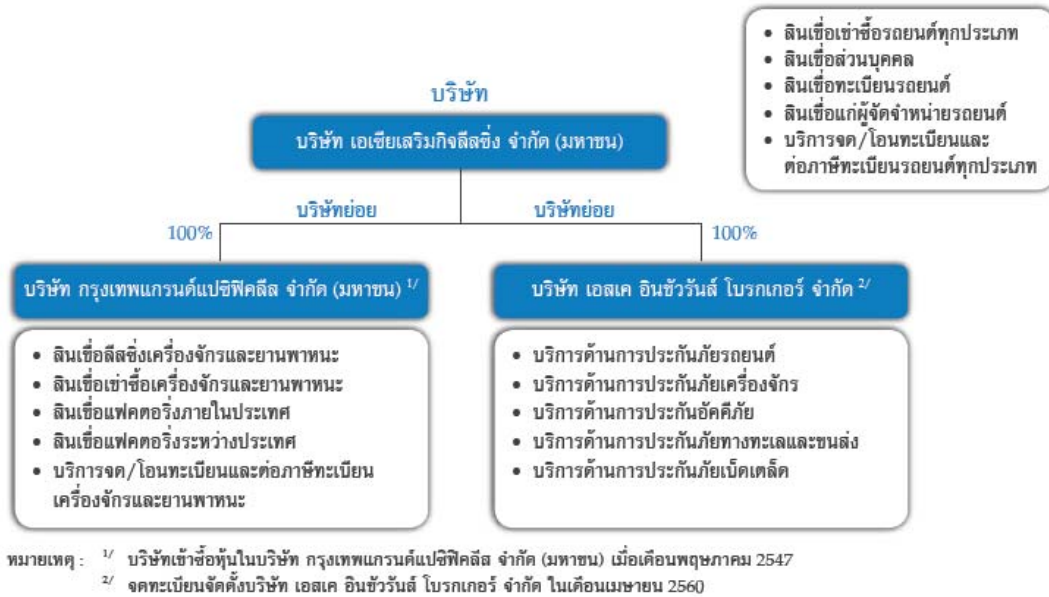 • สินเชื่อเช่าซื้อรถยนต์ทุกประเภท
• สินเชื่อส่วนบุคคล
• สินเชื่อทะเบียนรถยนต์
• สินเชื่อแก่ผู้จัดจำหน่ายรถยนต์
• บริการจด/โอนทะเบียนและ
ต่อภาษีทะเบียนรถยนต์ทุกประเภท
บริษัท
บริษัท เอเซียเสริมกิจลีสซิ่ง จำกัด (มหาชน)
บริษัทย่อย
บริษัทย่อย
100%
100%
บริษัท กรุงเทพแกรนด์แปซิฟิคลีส จำกัด (มหาชน) 1/
• สินเชื่อลีสซิ่งเครื่องจักรและยานพาหนะ
• สินเชื่อเช่าซื้อเครื่องจักรและยานพาหนะ
• สินเชื่อแฟคตอริ่งภายในประเทศ
• สินเชื่อแฟคตอริ่งระหว่างประเทศ
• บริการจด/โอนทะเบียนและต่อภาษีทะเบียน
เครื่องจักรและยานพาหนะ
บริษัท เอสเค อินชัวรันส์ โบรกเกอร์ จำกัด 2/
• บริการด้านการประกันภัยรถยนต์
• บริการด้านการประกันภัยเครื่องจักร
• บริการด้านการประกันอัคคีภัย
• บริการด้านการประกันภัยทางทะเลและขนส่ง
• บริการด้านการประกันภัยเบ็ดเตล็ด
หมายเหตุ : 1/ บริษัทเข้าซื้อหุ้นในบริษัท กรุงเทพแกรนด์แปซิฟิคลีส จำกัด (มหาชน) เมื่อเดือนพฤษภาคม 2547
2/ จดทะเบียนจัดตั้งบริษัท เอสเค อินชัวรันส์ โบรกเกอร์ จำกัด ในเดือนเมษายน 2560